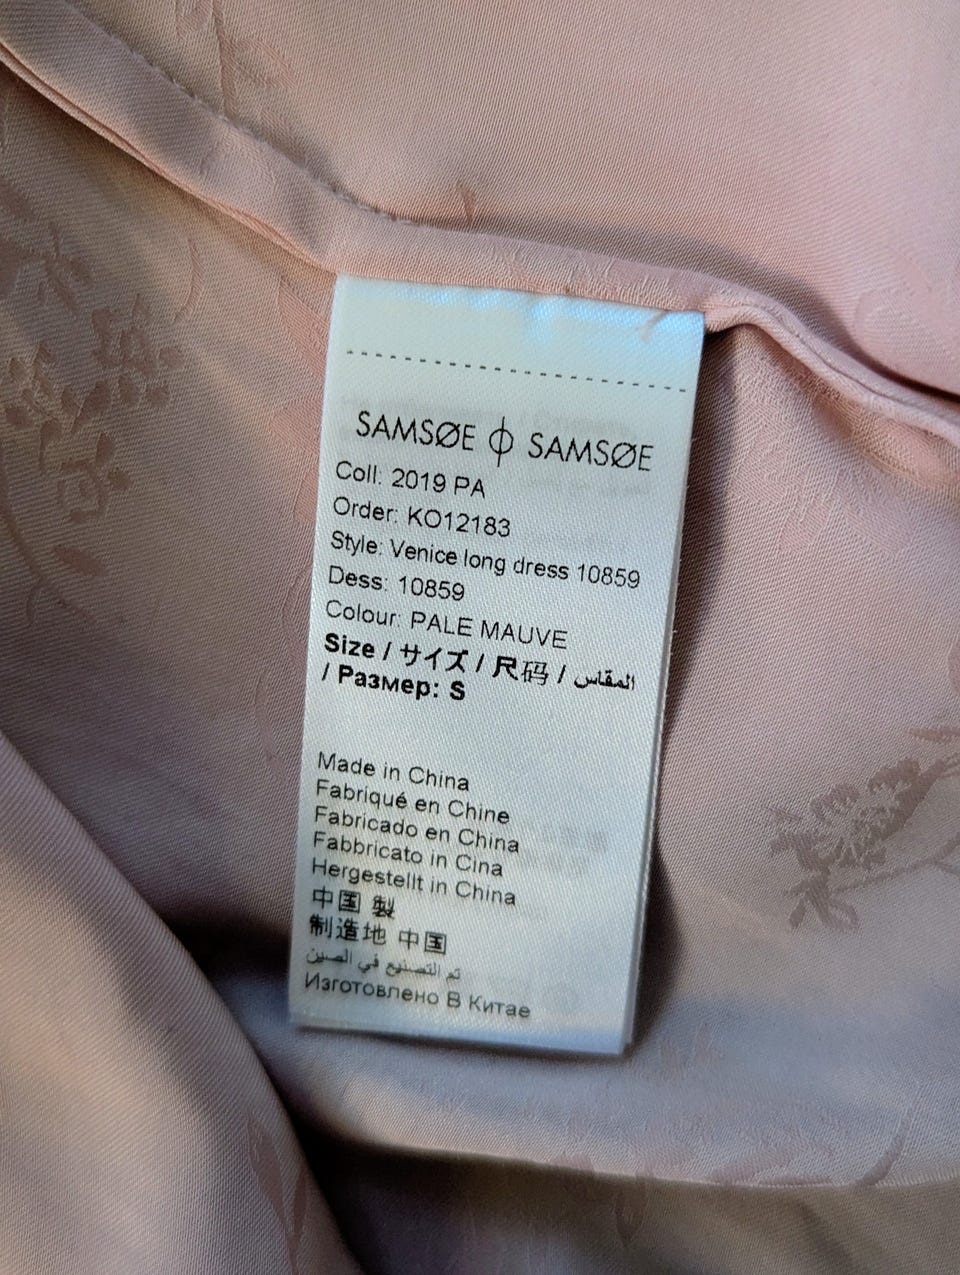 SAMSØE ϕ SAMSØE
Coll: 2019 PA
Order: KO12183
Style: Venice long dress 10859
Dess: 10859
Colour: PALE MAUVE
Size / サイズ / 尺码 / المقاس
/ Размер: S
Made in China
Fabriqué en Chine
Fabricado en China
Fabbricato in Cina
Hergestellt in China
中国 製
制造地 中国
تم التصنيع في الصين
Изготовлено В Китае